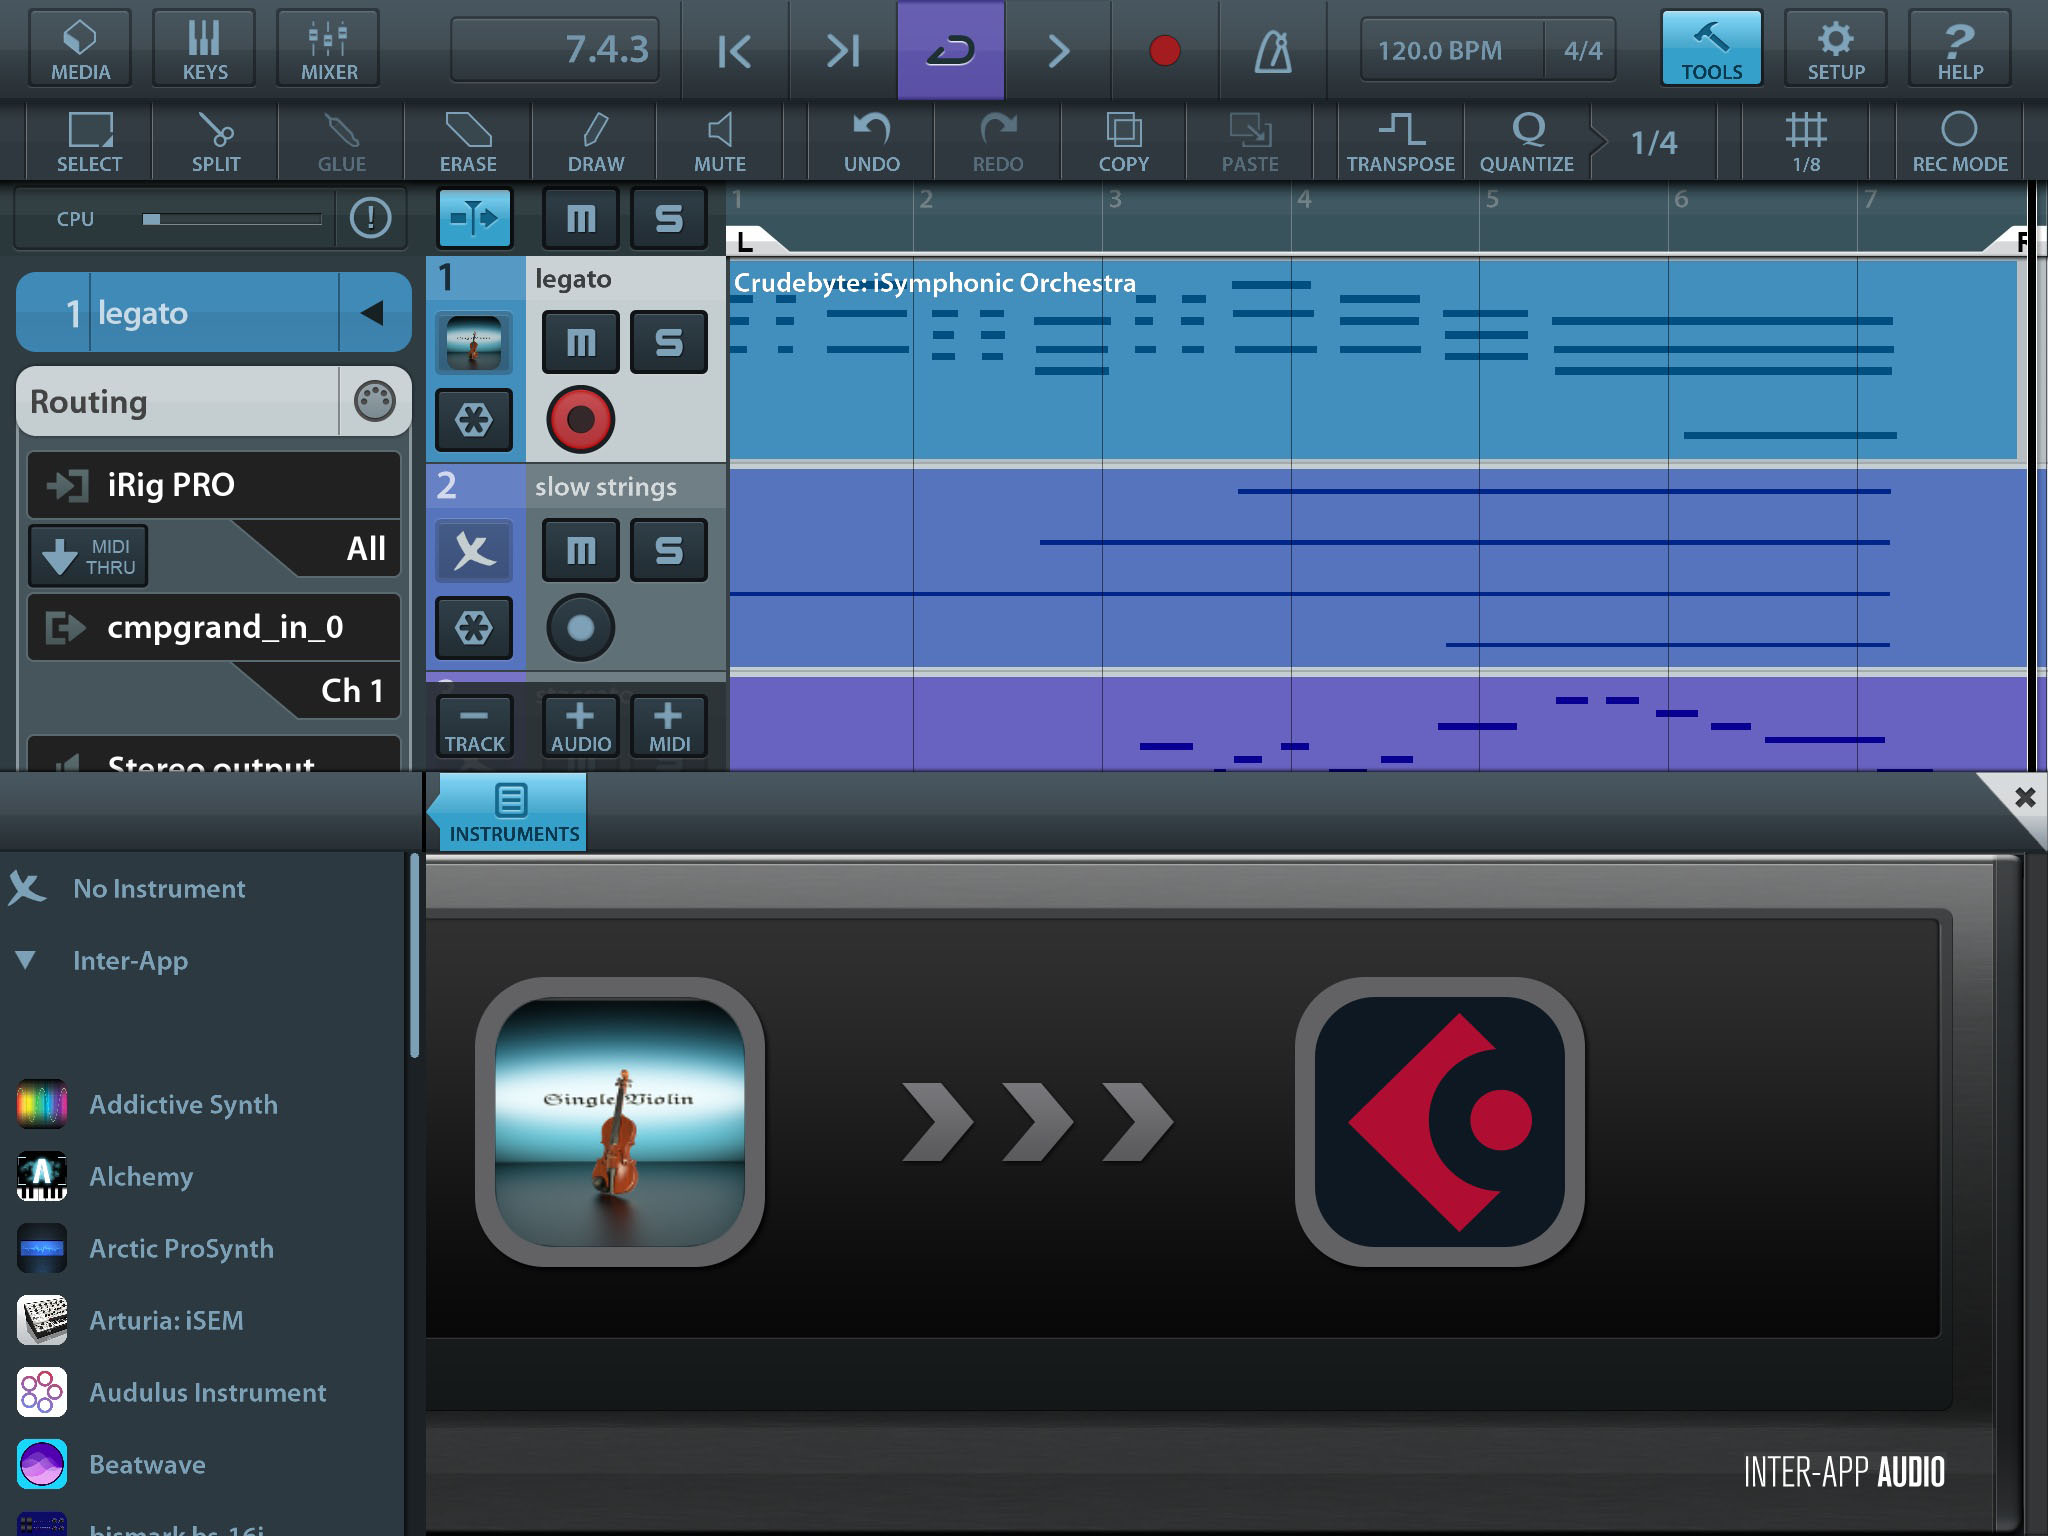 MEDIA
KEYS
MIXER
7.4.3
120.0 BPM
4/4
TOOLS
SETUP
? HELP
SELECT
SPLIT
GLUE
ERASE
DRAW
MUTE
UNDO
REDO
COPY
PASTE
TRANSPOSE
Q QUANTIZE
1/4
1/8
REC MODE
CPU
!
m
S
1
2
3
4
5
6
7
L
1 legato
Routing
iRig PRO
All
MIDI
THRU
cmpgrand_in_0
Ch 1
Stereo output
1
legato
m
S
Crudebyte: iSymphonic Orchestra
2
slow strings
m
S
TRACK
AUDIO
MIDI
INSTRUMENTS
No Instrument
Inter-App
Addictive Synth
Alchemy
Arctic ProSynth
Arturia: iSEM
Audulus Instrument
Beatwave
bismark bs-16i
Single Violin
INTER-APP AUDIO